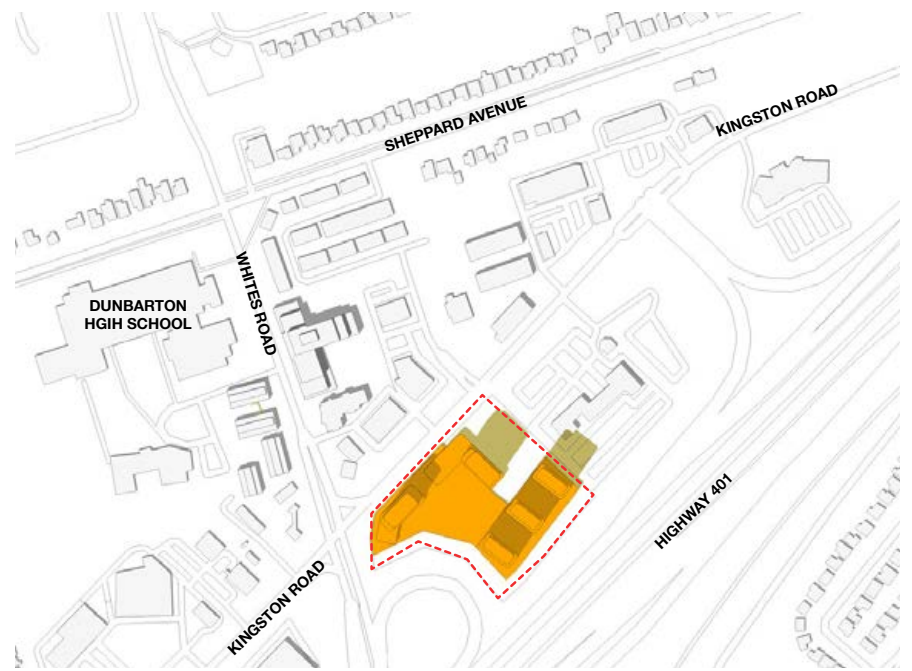 KINGSTON ROAD
SHEPPARD AVENUE
WHITES ROAD
DUNBARTON
HGIH SCHOOL
HIGHWAY 401
KINGSTON ROAD